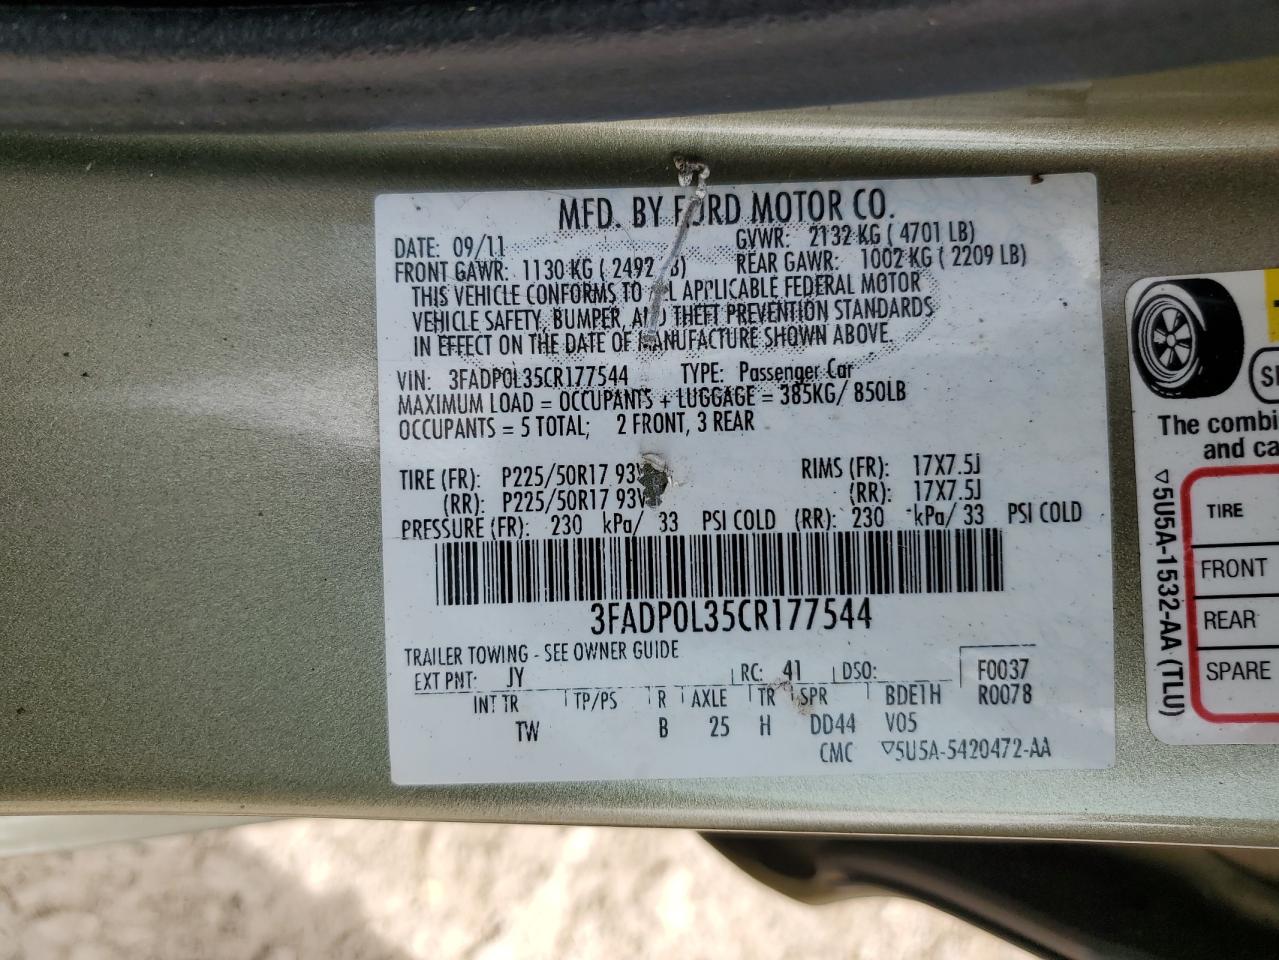 MFD. BY FORD MOTOR CO.
DATE: 09/11 GVWR: 2132 KG ( 4701 LB)
FRONT GAWR: 1130 KG ( 2492 LB) REAR GAWR: 1002 KG ( 2209 LB)
THIS VEHICLE CONFORMS TO ALL APPLICABLE FEDERAL MOTOR
VEHICLE SAFETY, BUMPER, AND THEFT PREVENTION STANDARDS
IN EFFECT ON THE DATE OF MANUFACTURE SHOWN ABOVE.
VIN: 3FADP0L35CR177544 TYPE: Passenger Car
MAXIMUM LOAD = OCCUPANTS + LUGGAGE = 385KG/ 850LB
OCCUPANTS = 5 TOTAL; 2 FRONT, 3 REAR
TIRE (FR): P225/50R17 93V RIMS (FR): 17X7.5J
(RR): P225/50R17 93V (RR): 17X7.5J
PRESSURE (FR): 230 kPa/ 33 PSI COLD (RR): 230 kPa/ 33 PSI COLD
3FADP0L35CR177544
TRAILER TOWING - SEE OWNER GUIDE
EXT PNT: JY RC: 41 DSO: F0037
INT TR TP/PS R AXLE TR SPR BDE1H R0078
TW B 25 H DD44 V05
CMC ▽5U5A-5420472-AA
The combi
and ca
▽5U5A-1532-AA (TLU)
TIRE
FRONT
REAR
SPARE